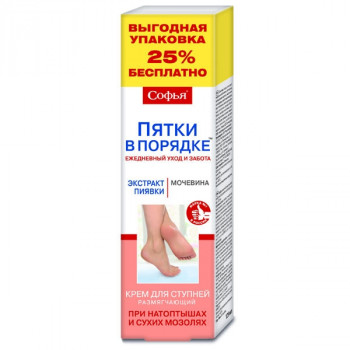 ВЫГОДНАЯ
УПАКОВКА
25%
БЕСПЛАТНО
Софья®
ПЯТКИ
В ПОРЯДКЕ™
ЕЖЕДНЕВНЫЙ УХОД И ЗАБОТА
ЭКСТРАКТ
ПИЯВКИ
МОЧЕВИНА
КРЕМ ДЛЯ СТУПНЕЙ
РАЗМЯГЧАЮЩИЙ
ПРИ НАТОПТЫШАХ
И СУХИХ МОЗОЛЯХ